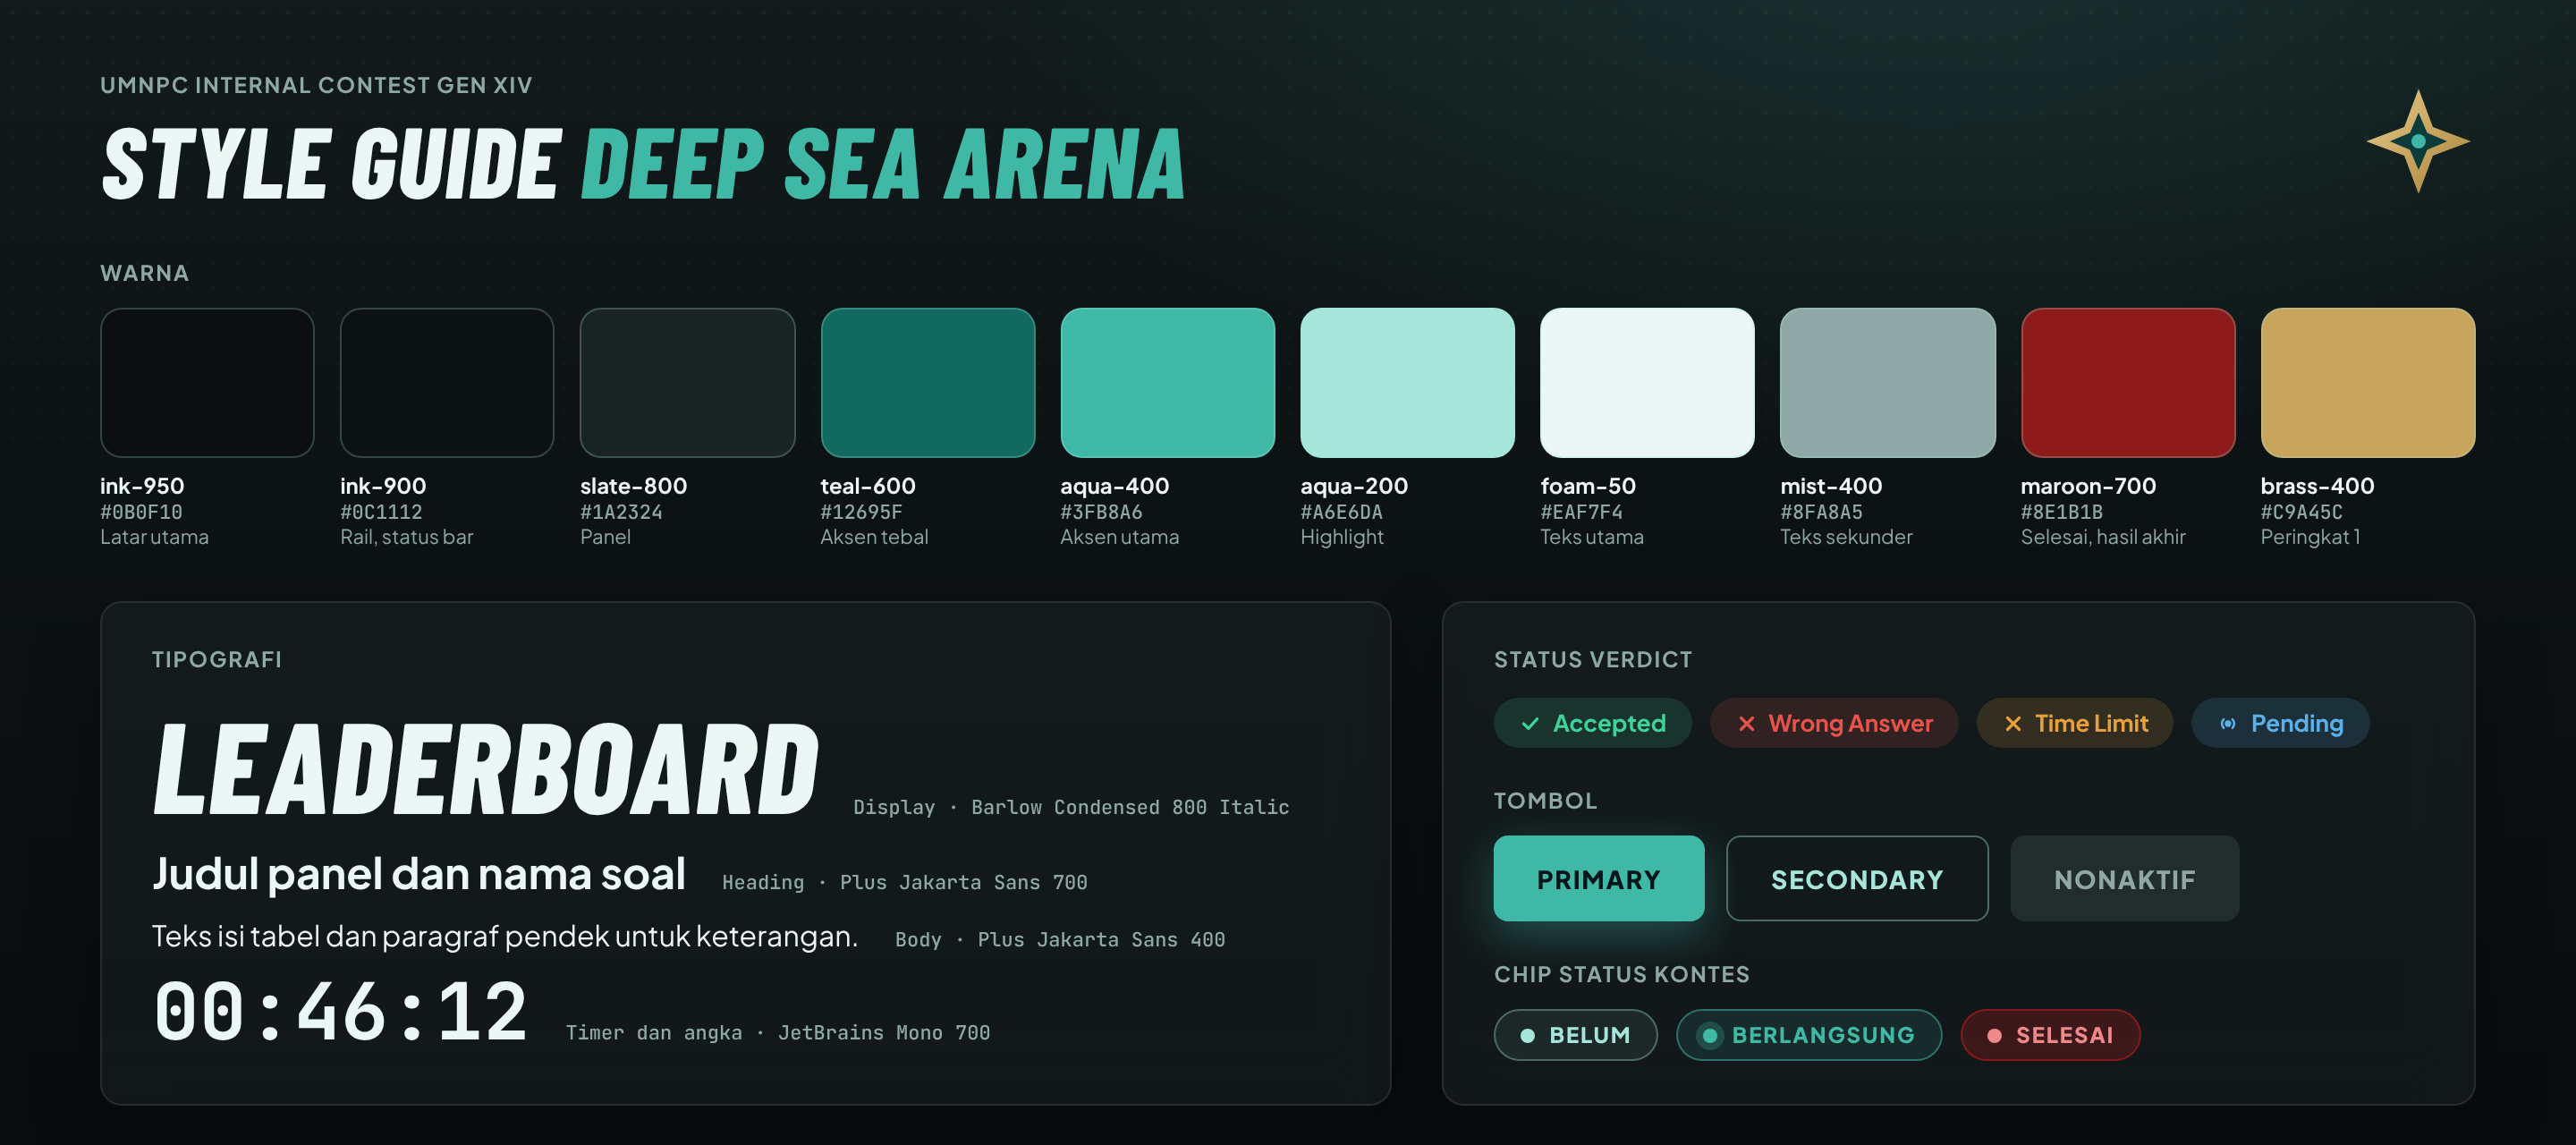 UMNPC INTERNAL CONTEST GEN XIV
STYLE GUIDE DEEP SEA ARENA
WARNA
ink-950
#0B0F10
Latar utama
ink-900
#0C1112
Rail, status bar
slate-800
#1A2324
Panel
teal-600
#12695F
Aksen tebal
aqua-400
#3FB8A6
Aksen utama
aqua-200
#A6E6DA
Highlight
foam-50
#EAF7F4
Teks utama
mist-400
#8FA8A5
Teks sekunder
maroon-700
#8E1B1B
Selesai, hasil akhir
brass-400
#C9A45C
Peringkat 1
TIPOGRAFI
LEADERBOARD Display · Barlow Condensed 800 Italic
Judul panel dan nama soal Heading · Plus Jakarta Sans 700
Teks isi tabel dan paragraf pendek untuk keterangan. Body · Plus Jakarta Sans 400
00:46:12 Timer dan angka · JetBrains Mono 700
STATUS VERDICT
Accepted Wrong Answer Time Limit Pending
TOMBOL
PRIMARY SECONDARY NONAKTIF
CHIP STATUS KONTES
BELUM BERLANGSUNG SELESAI